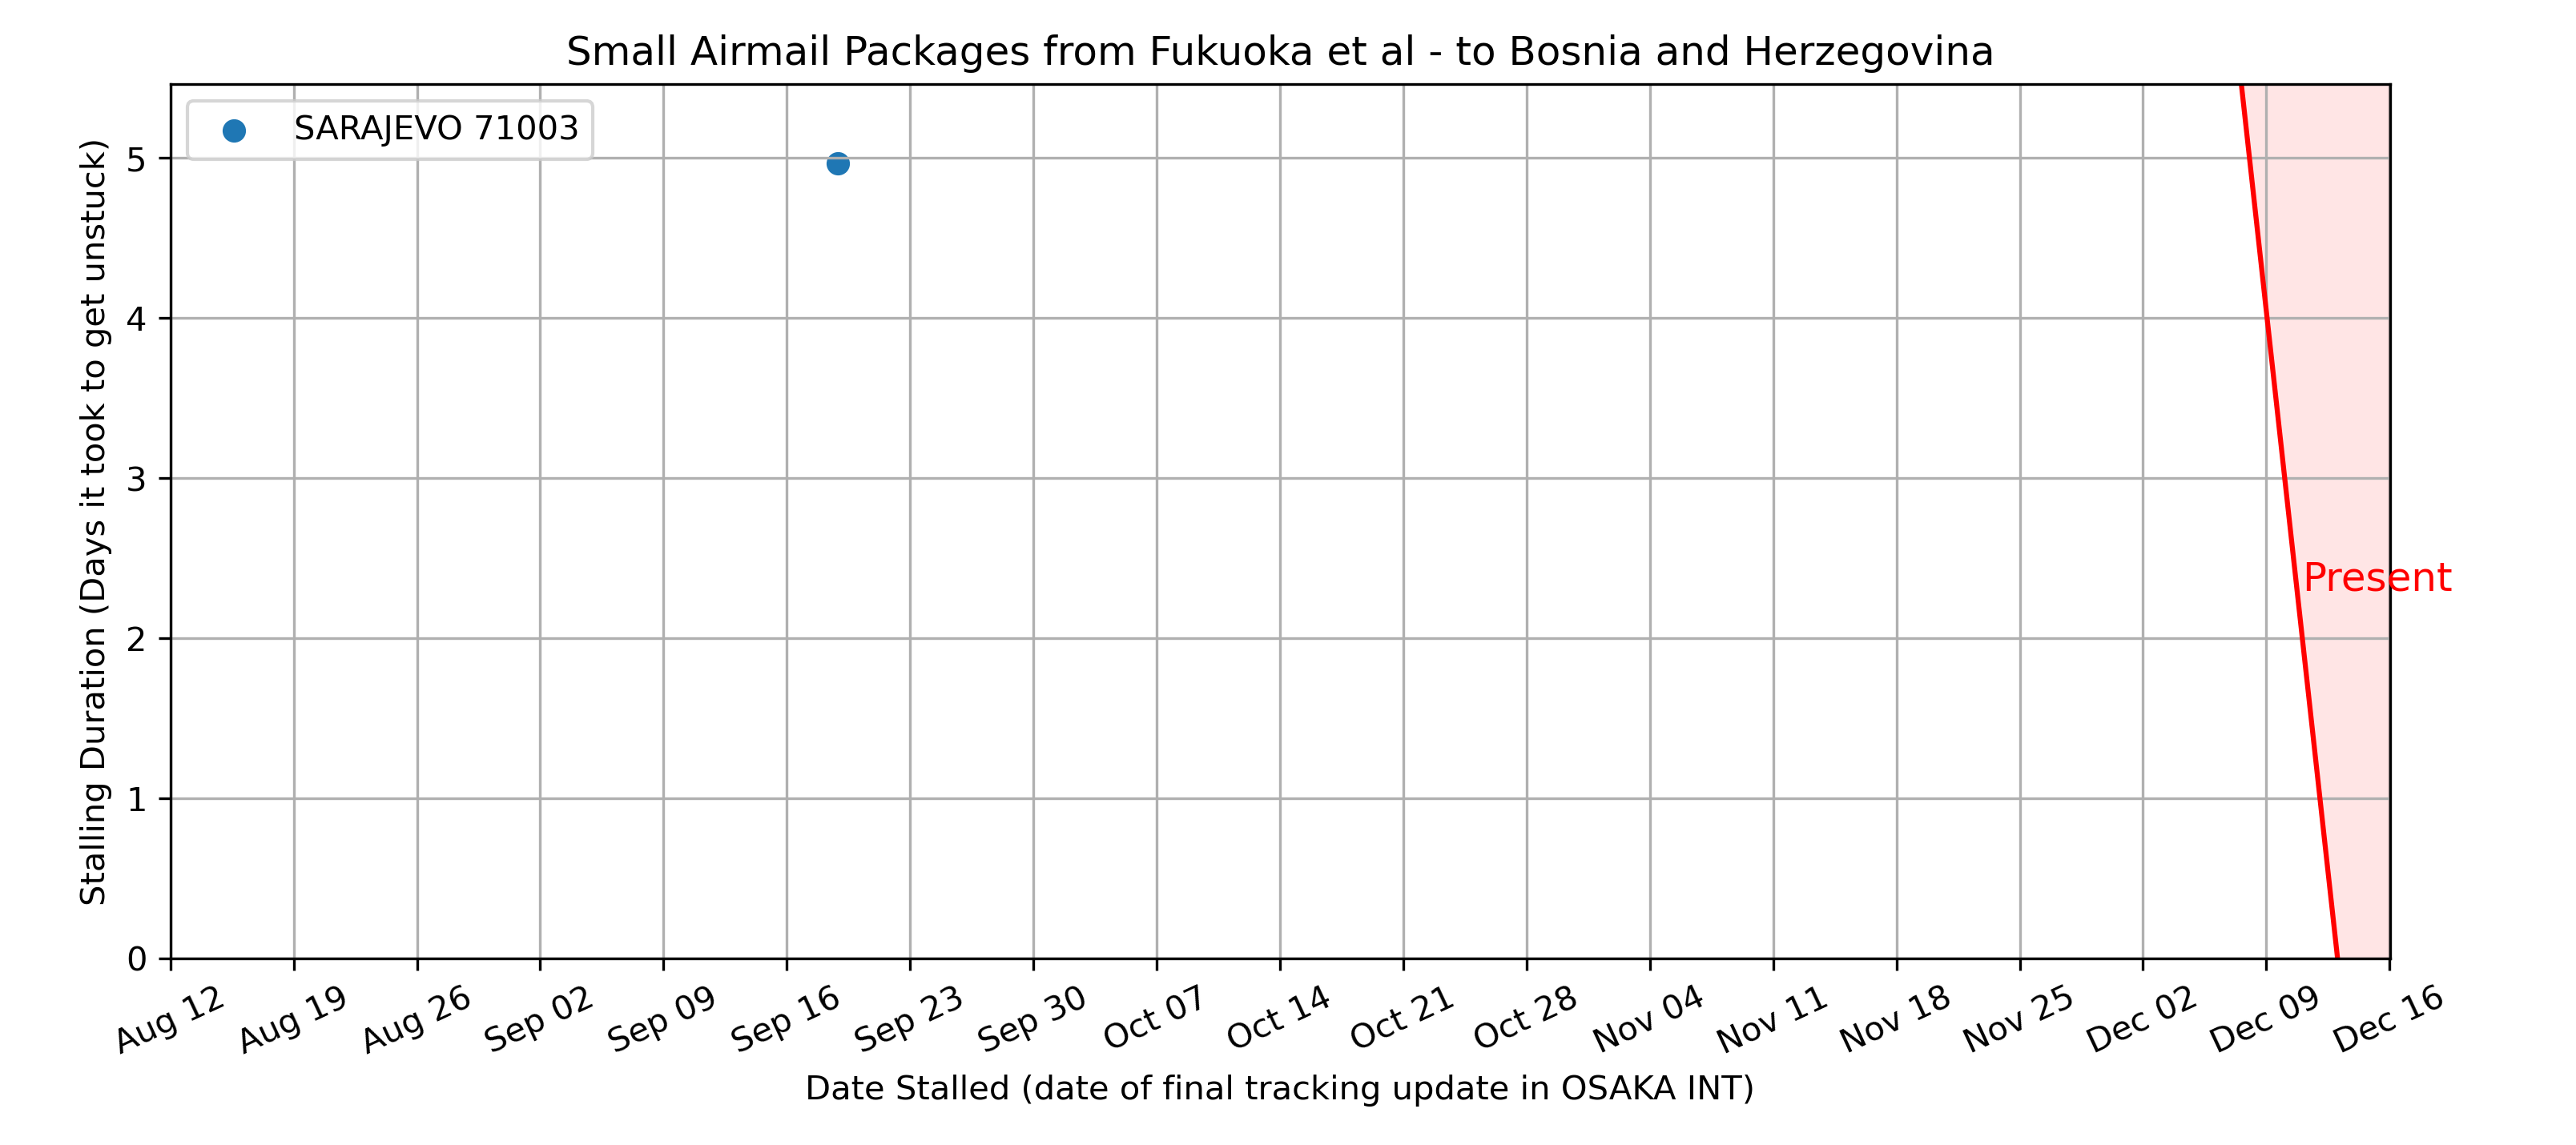 Small Airmail Packages from Fukuoka et al - to Bosnia and Herzegovina
SARAJEVO 71003
Stalling Duration (Days it took to get unstuck)
5
4
3
2
1
0
Present
Aug 12
Aug 19
Aug 26
Sep 02
Sep 09
Sep 16
Sep 23
Sep 30
Oct 07
Oct 14
Oct 21
Oct 28
Nov 04
Nov 11
Nov 18
Nov 25
Dec 02
Dec 09
Dec 16
Date Stalled (date of final tracking update in OSAKA INT)